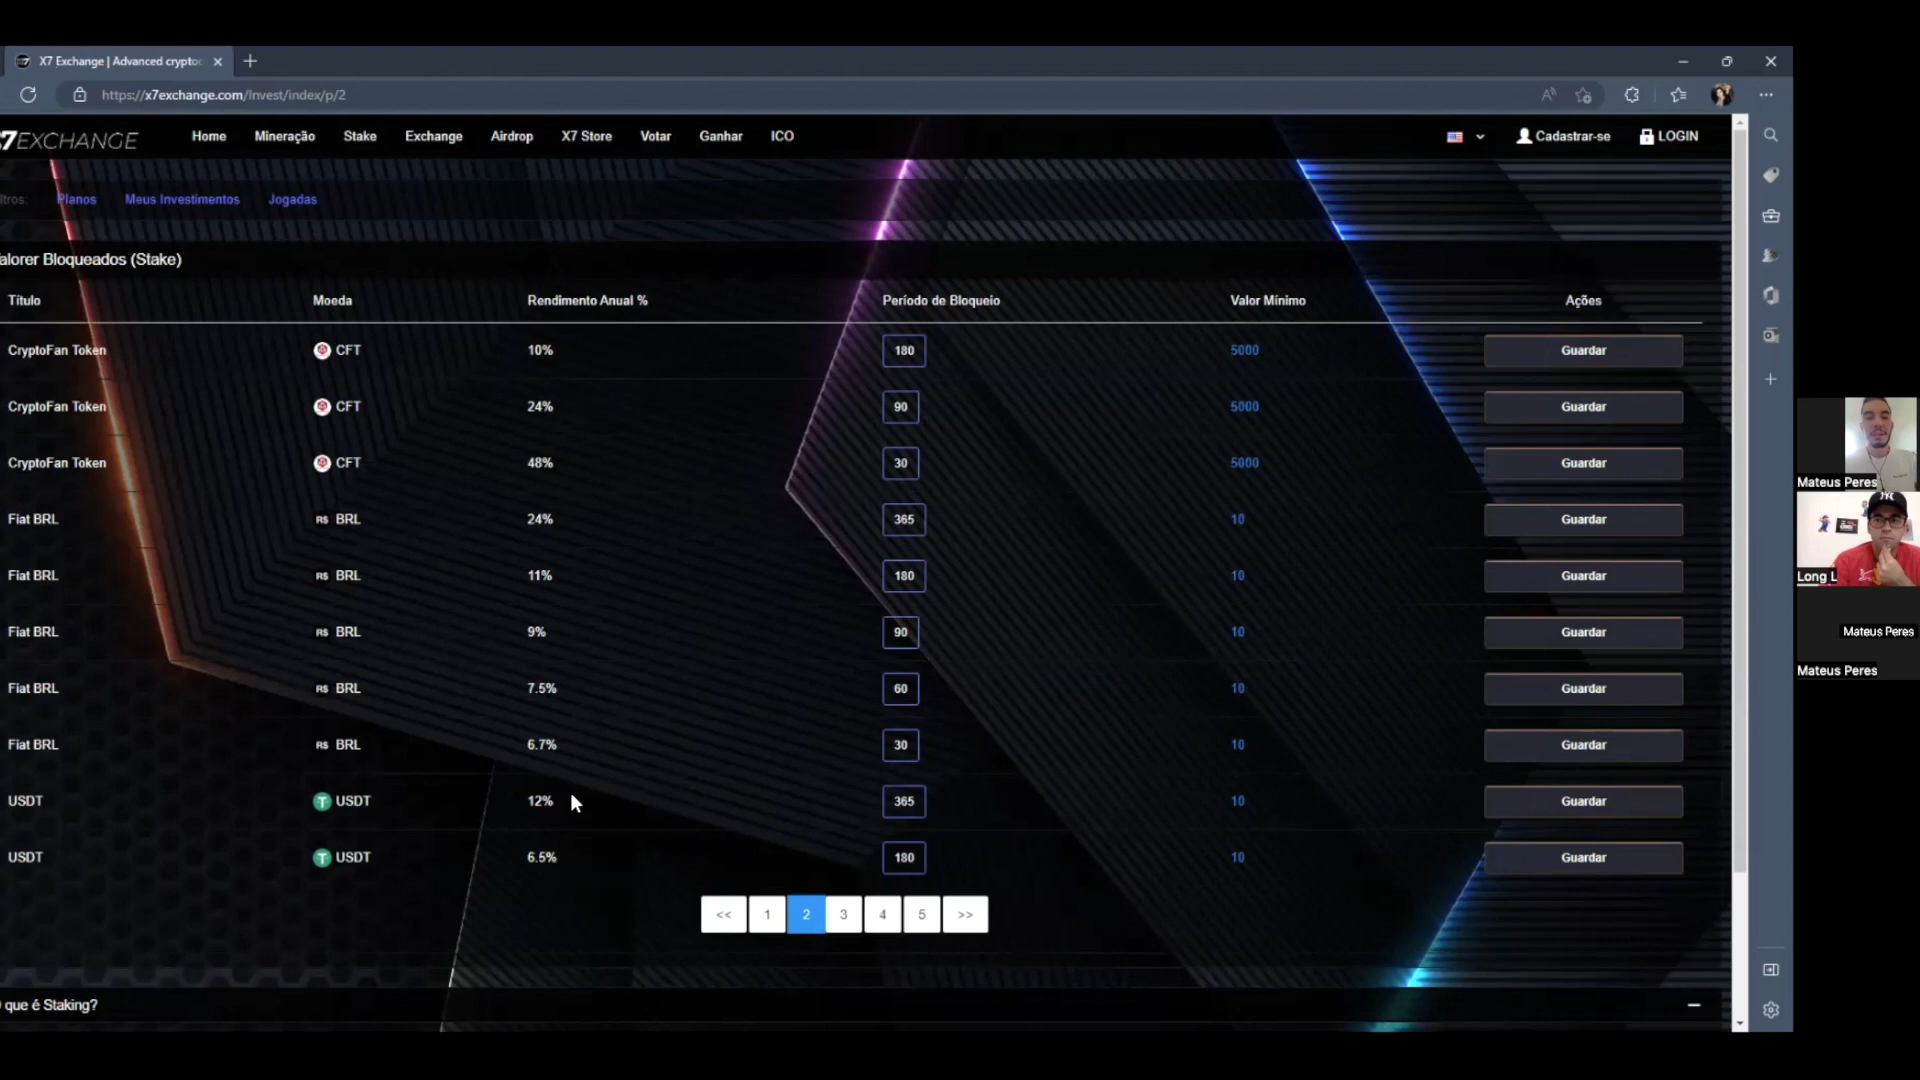 X7 Exchange | Advanced cryptoc
https://x7exchange.com/Invest/index/p/2
X7EXCHANGE Home Mineração Stake Exchange Airdrop X7 Store Votar Ganhar ICO Cadastrar-se LOGIN
ltros: Planos Meus Investimentos Jogadas
alorer Bloqueados (Stake)
Título Moeda Rendimento Anual % Período de Bloqueio Valor Mínimo Ações
CryptoFan Token CFT 10% 180 5000 Guardar
CryptoFan Token CFT 24% 90 5000 Guardar
CryptoFan Token CFT 48% 30 5000 Guardar
Fiat BRL R$ BRL 24% 365 10 Guardar
Fiat BRL R$ BRL 11% 180 10 Guardar
Fiat BRL R$ BRL 9% 90 10 Guardar
Fiat BRL R$ BRL 7.5% 60 10 Guardar
Fiat BRL R$ BRL 6.7% 30 10 Guardar
USDT USDT 12% 365 10 Guardar
USDT USDT 6.5% 180 10 Guardar
<< 1 2 3 4 5 >>
que é Staking?
Mateus Peres
Long L
Mateus Peres
Mateus Peres